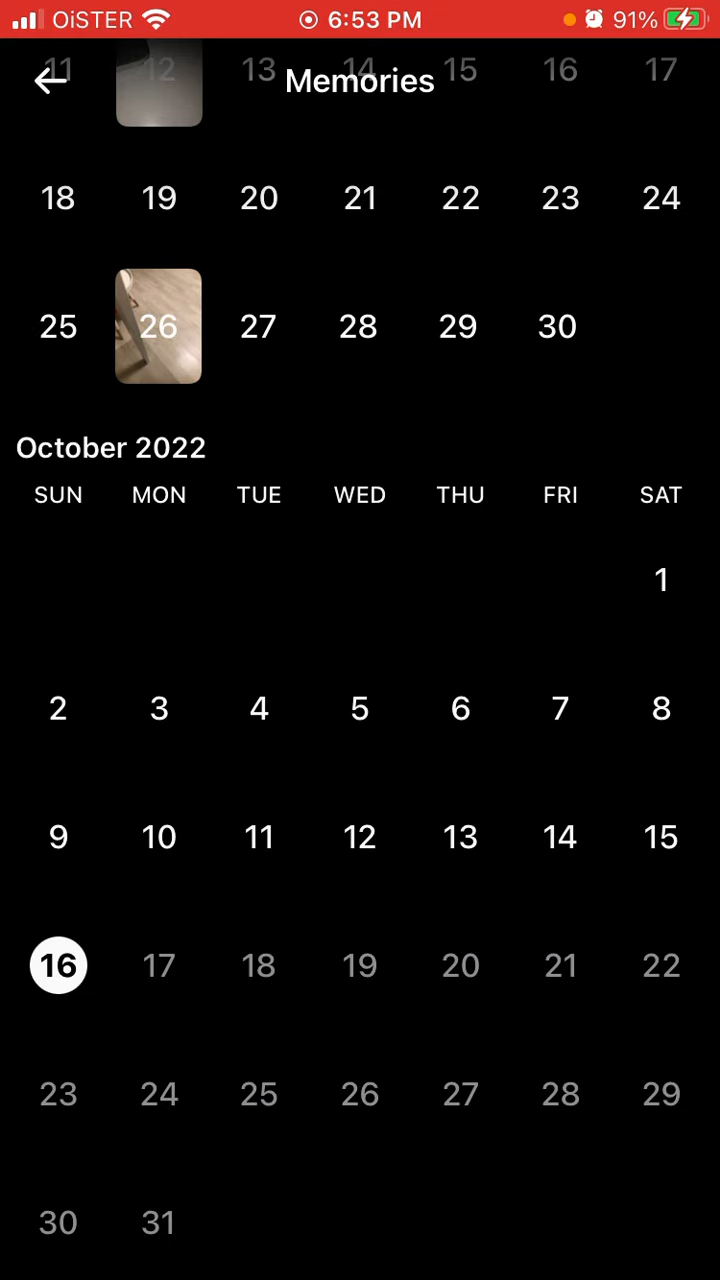 OiSTER 6:53 PM 91%
Memories
11 12 13 14 15 16 17
18 19 20 21 22 23 24
25 26 27 28 29 30
October 2022
SUN MON TUE WED THU FRI SAT
1
2 3 4 5 6 7 8
9 10 11 12 13 14 15
16 17 18 19 20 21 22
23 24 25 26 27 28 29
30 31